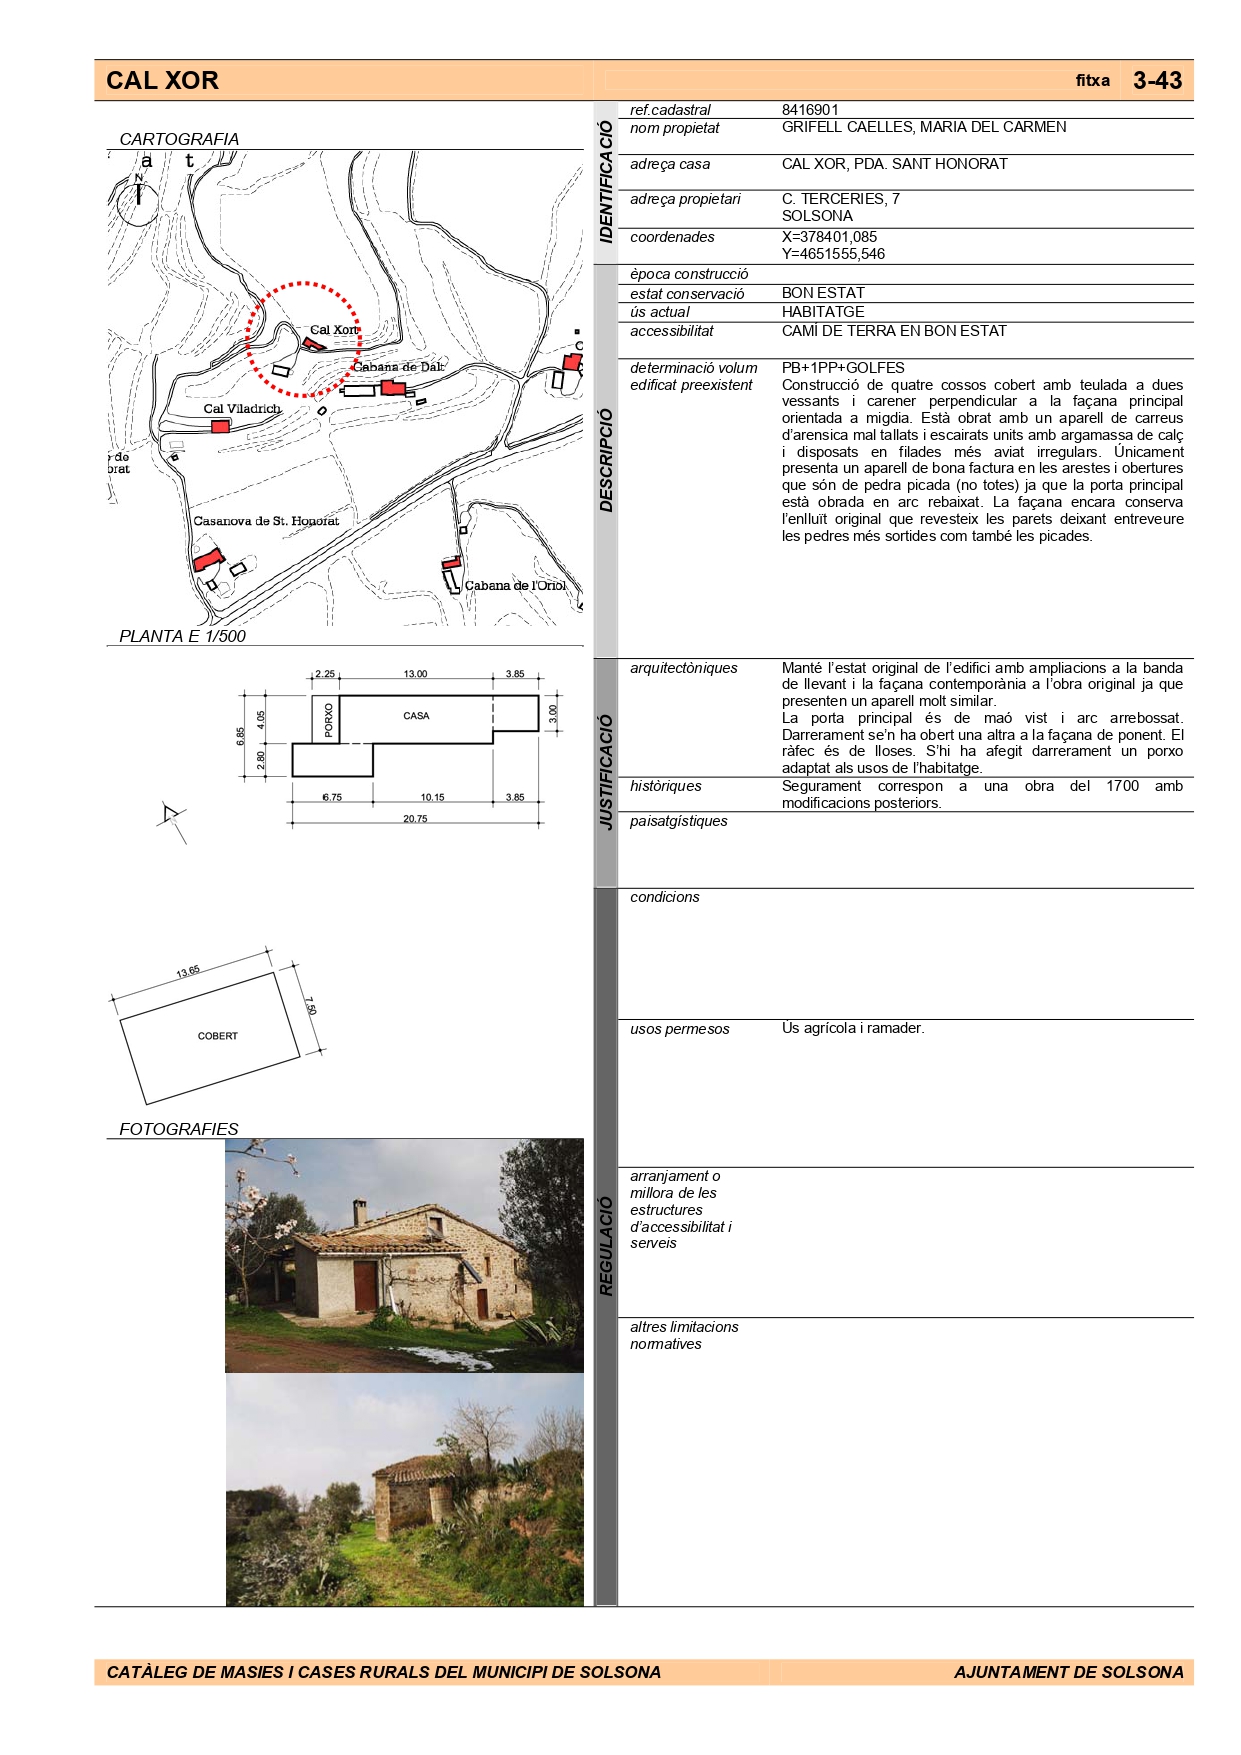 CAL XOR
fitxa 3-43
CARTOGRAFIA
a t
N
Cal Xort
Cabana de Dalt
Cal Viladrich
de
orat
Casanova de St. Honorat
Cabana de l'Oriol
PLANTA E 1/500
2.25 13.00 3.85
PORXO
CASA
3.00
4.05
6.85
2.80
6.75 10.15 3.85
20.75
13.65
7.50
COBERT
FOTOGRAFIES
IDENTIFICACIÓ
ref.cadastral 8416901
nom propietat GRIFELL CAELLES, MARIA DEL CARMEN
adreça casa CAL XOR, PDA. SANT HONORAT
adreça propietari C. TERCERIES, 7
SOLSONA
coordenades X=378401,085
Y=4651555,546
DESCRIPCIÓ
època construcció
estat conservació BON ESTAT
ús actual HABITATGE
accessibilitat CAMÍ DE TERRA EN BON ESTAT
determinació volum PB+1PP+GOLFES
edificat preexistent Construcció de quatre cossos cobert amb teulada a dues
vessants i carener perpendicular a la façana principal
orientada a migdia. Està obrat amb un aparell de carreus
d'arensica mal tallats i escairats units amb argamassa de calç
i disposats en filades més aviat irregulars. Únicament
presenta un aparell de bona factura en les arestes i obertures
que són de pedra picada (no totes) ja que la porta principal
està obrada en arc rebaixat. La façana encara conserva
l'enlluït original que revesteix les parets deixant entreveure
les pedres més sortides com també les picades.
JUSTIFICACIÓ
arquitectòniques Manté l'estat original de l'edifici amb ampliacions a la banda
de llevant i la façana contemporània a l'obra original ja que
presenten un aparell molt similar.
La porta principal és de maó vist i arc arrebossat.
Darrerament se'n ha obert una altra a la façana de ponent. El
ràfec és de lloses. S'hi ha afegit darrerament un porxo
adaptat als usos de l'habitatge.
històriques Segurament correspon a una obra del 1700 amb
modificacions posteriors.
paisatgístiques
REGULACIÓ
condicions
usos permesos Ús agrícola i ramader.
arranjament o
millora de les
estructures
d'accessibilitat i
serveis
altres limitacions
normatives
CATÀLEG DE MASIES I CASES RURALS DEL MUNICIPI DE SOLSONA AJUNTAMENT DE SOLSONA